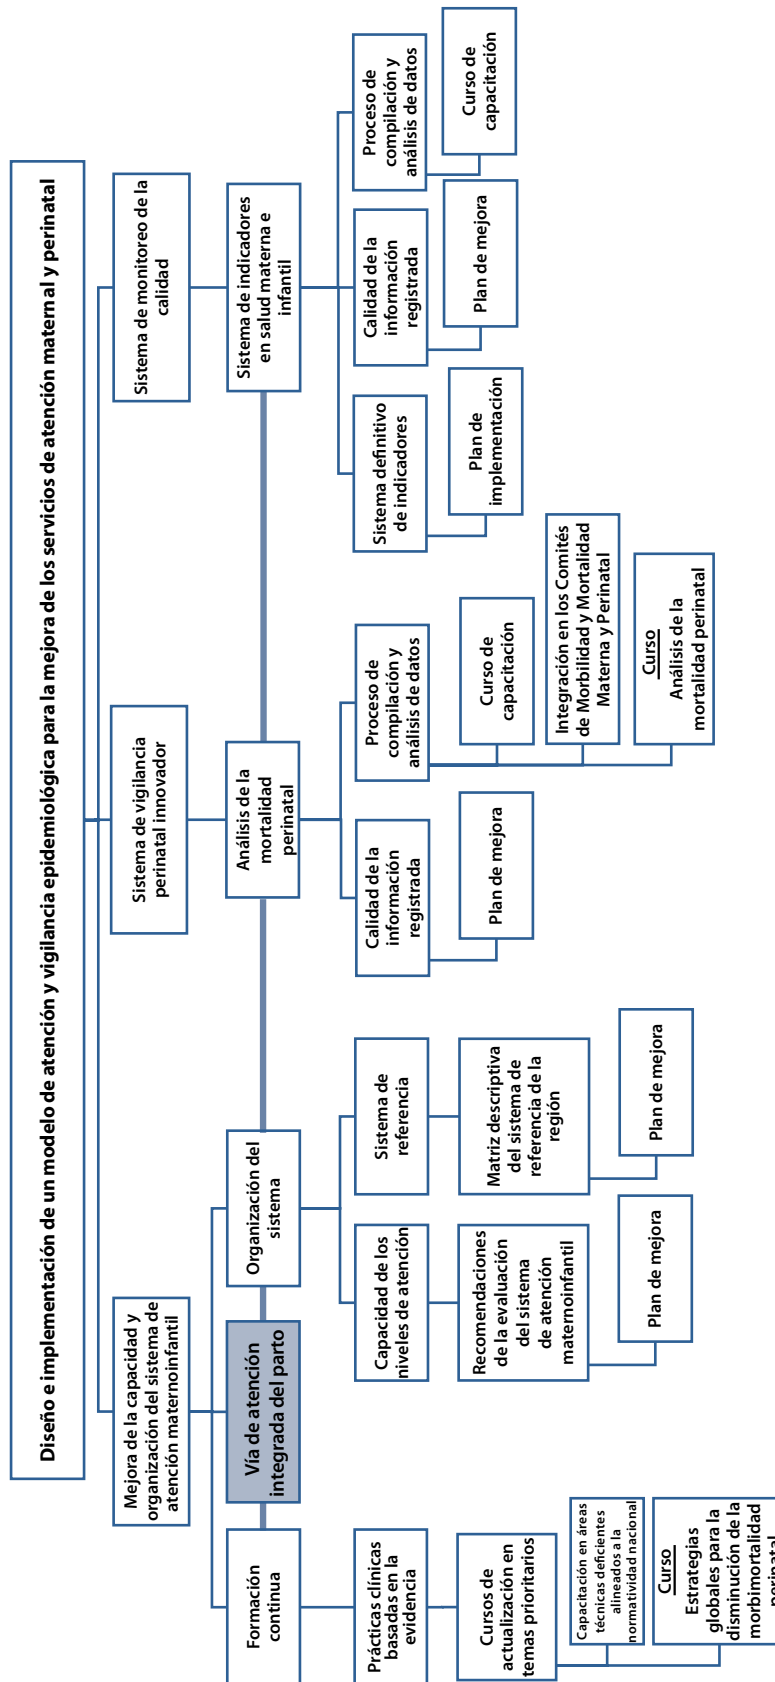 Diseño e implementación de un modelo de atención y vigilancia epidemiológica para la mejora de los servicios de atención maternal y perinatal
Mejora de la capacidad y
organización del sistema de
atención maternoinfantil
Sistema de vigilancia
perinatal innovador
Sistema de monitoreo de la
calidad
Formación
continua
Vía de atención
integrada del parto
Organización del
sistema
Análisis de la
mortalidad
perinatal
Sistema de indicadores
en salud materna e
infantil
Prácticas clínicas
basadas en la
evidencia
Capacidad de los
niveles de atención
Sistema de
referencia
Calidad de la
información
registrada
Proceso de
compilación y
análisis de datos
Sistema definitivo
de indicadores
Calidad de la
información
registrada
Proceso de
compilación y
análisis de datos
Cursos de
actualización en
temas prioritarios
Recomendaciones
de la evaluación
del sistema
de atención
maternoinfantil
Matriz descriptiva
del sistema de
referencia de la
región
Plan de mejora
Curso de
capacitación
Plan de
implementación
Plan de mejora
Curso de
capacitación
Capacitación en áreas
técnicas deficientes
alineados a la
normatividad nacional
Plan de mejora
Plan de mejora
Integración en los Comités
de Morbilidad y Mortalidad
Materna y Perinatal
Curso
Estrategias
globales para la
disminución de la
morbimortalidad
perinatal
Curso
Análisis de la
mortalidad perinatal